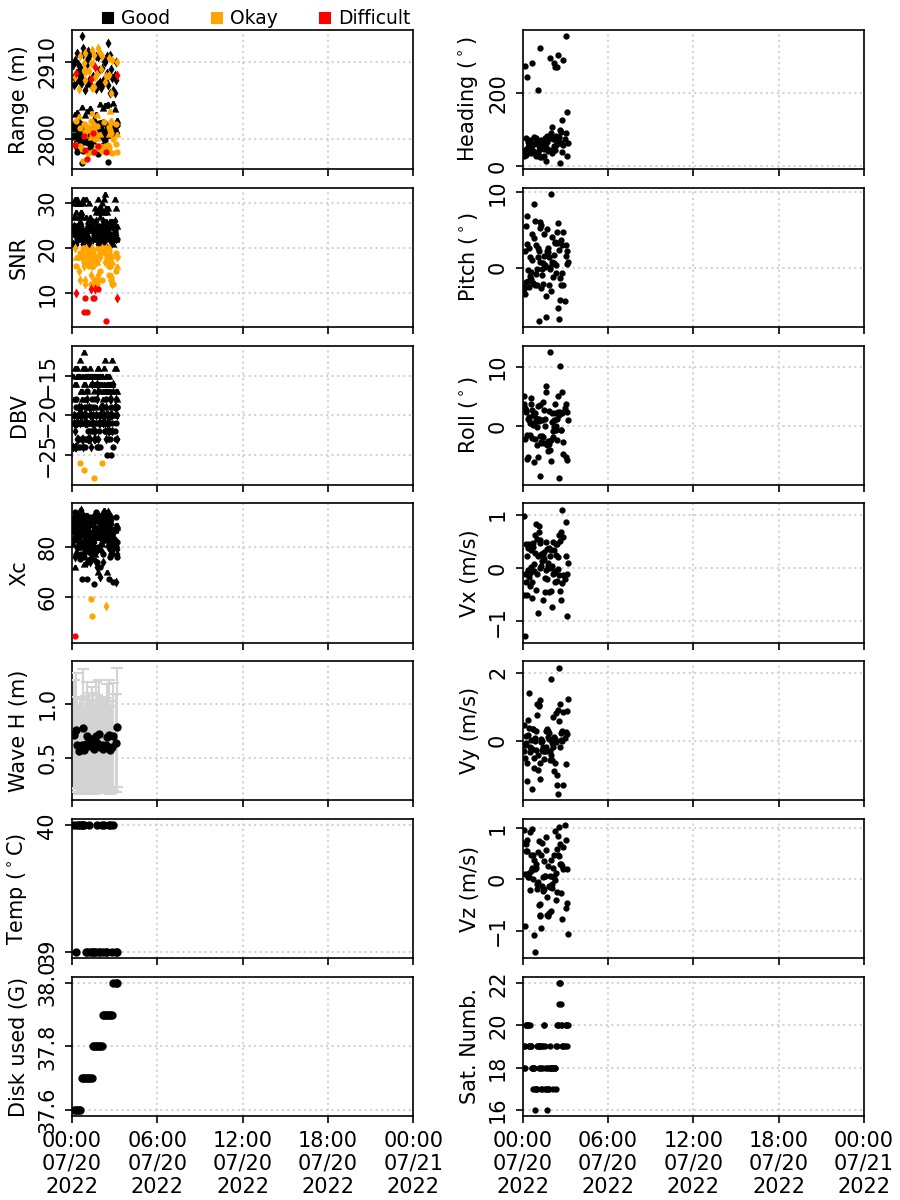 Good Okay Difficult
Range (m)
2910
2800
Heading (°)
200
0
SNR
30
20
10
Pitch (°)
10
0
DBV
−15
−20
−25
Roll (°)
10
0
Xc
80
60
Vx (m/s)
1
0
−1
Wave H (m)
1.0
0.5
Vy (m/s)
2
0
Temp (°C)
40
39
Vz (m/s)
1
0
−1
Disk used (G)
38.0
37.8
37.6
Sat. Numb.
22
20
18
16
00:00 06:00 12:00 18:00 00:00 00:00 06:00 12:00 18:00 00:00
07/20 07/20 07/20 07/20 07/21 07/20 07/20 07/20 07/20 07/21
2022 2022 2022 2022 2022 2022 2022 2022 2022 2022